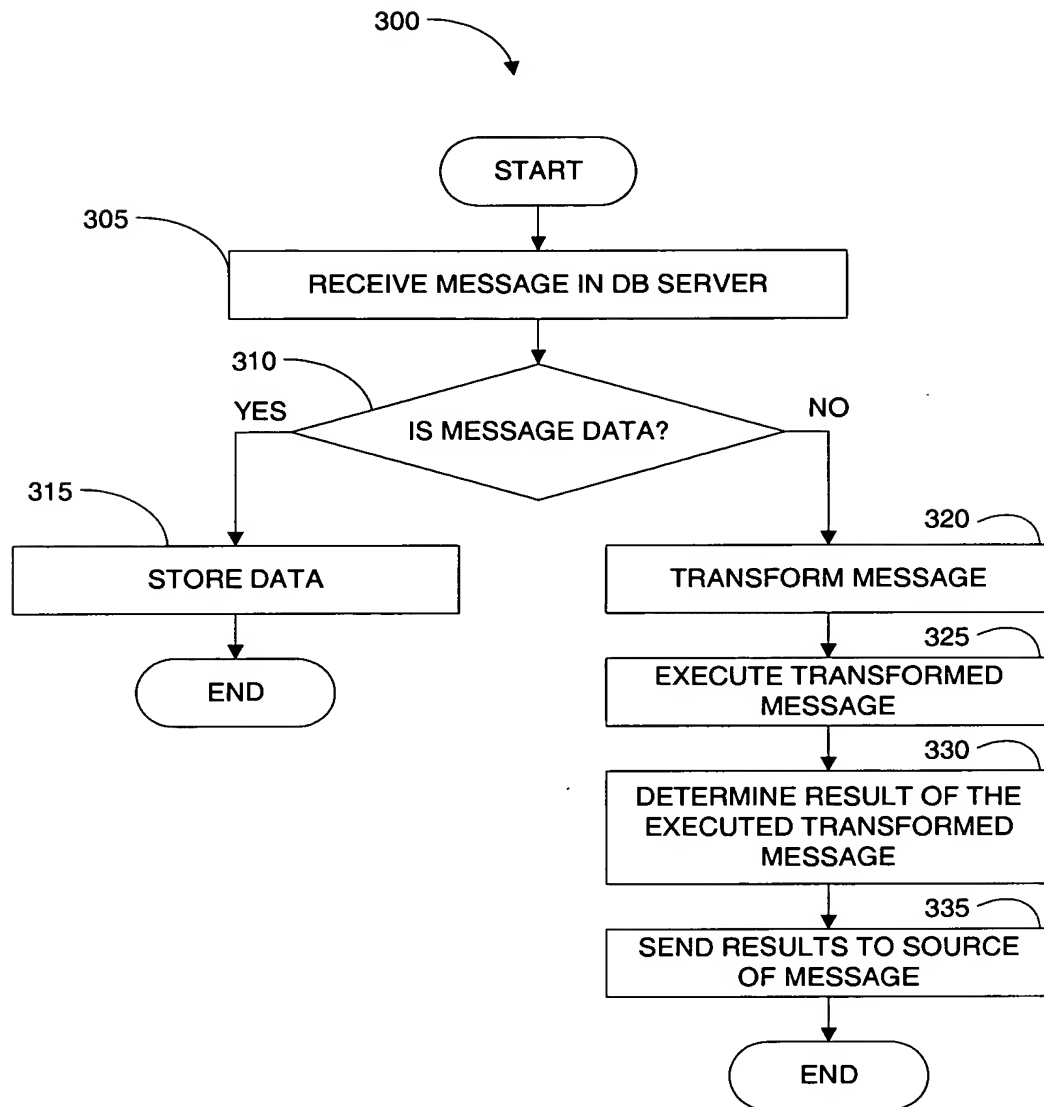 300
START
305
RECEIVE MESSAGE IN DB SERVER
310
YES
IS MESSAGE DATA?
NO
315
STORE DATA
END
320
TRANSFORM MESSAGE
325
EXECUTE TRANSFORMED
MESSAGE
330
DETERMINE RESULT OF THE
EXECUTED TRANSFORMED
MESSAGE
335
SEND RESULTS TO SOURCE
OF MESSAGE
END